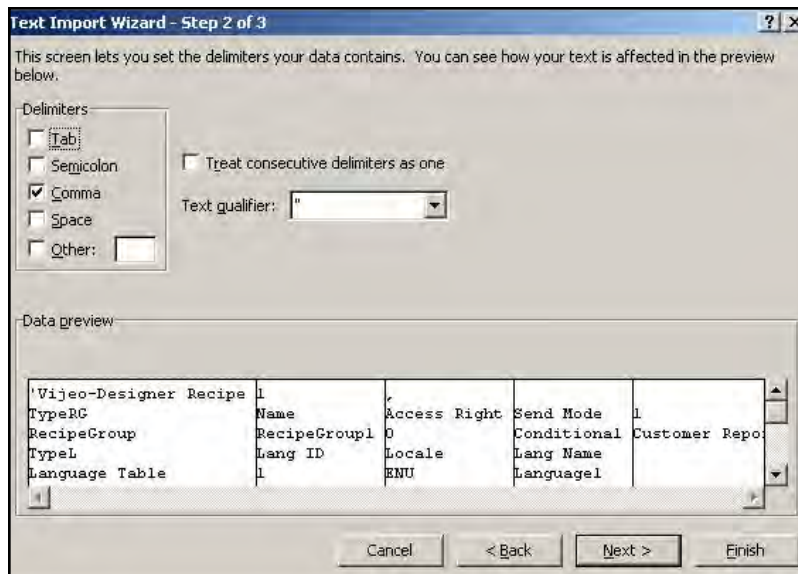 Text Import Wizard - Step 2 of 3
This screen lets you set the delimiters your data contains. You can see how your text is affected in the preview
below.
Delimiters
Tab
Semicolon
Comma
Space
Other:
Treat consecutive delimiters as one
Text qualifier: "
Data preview
'Vijeo-Designer Recipe 1 ,
TypeRG Name Access Right Send Mode 1
RecipeGroup RecipeGroup1 0 Conditional Customer Repo
TypeL Lang ID Locale Lang Name
Language Table 1 ENU Language1
Cancel < Back Next > Finish